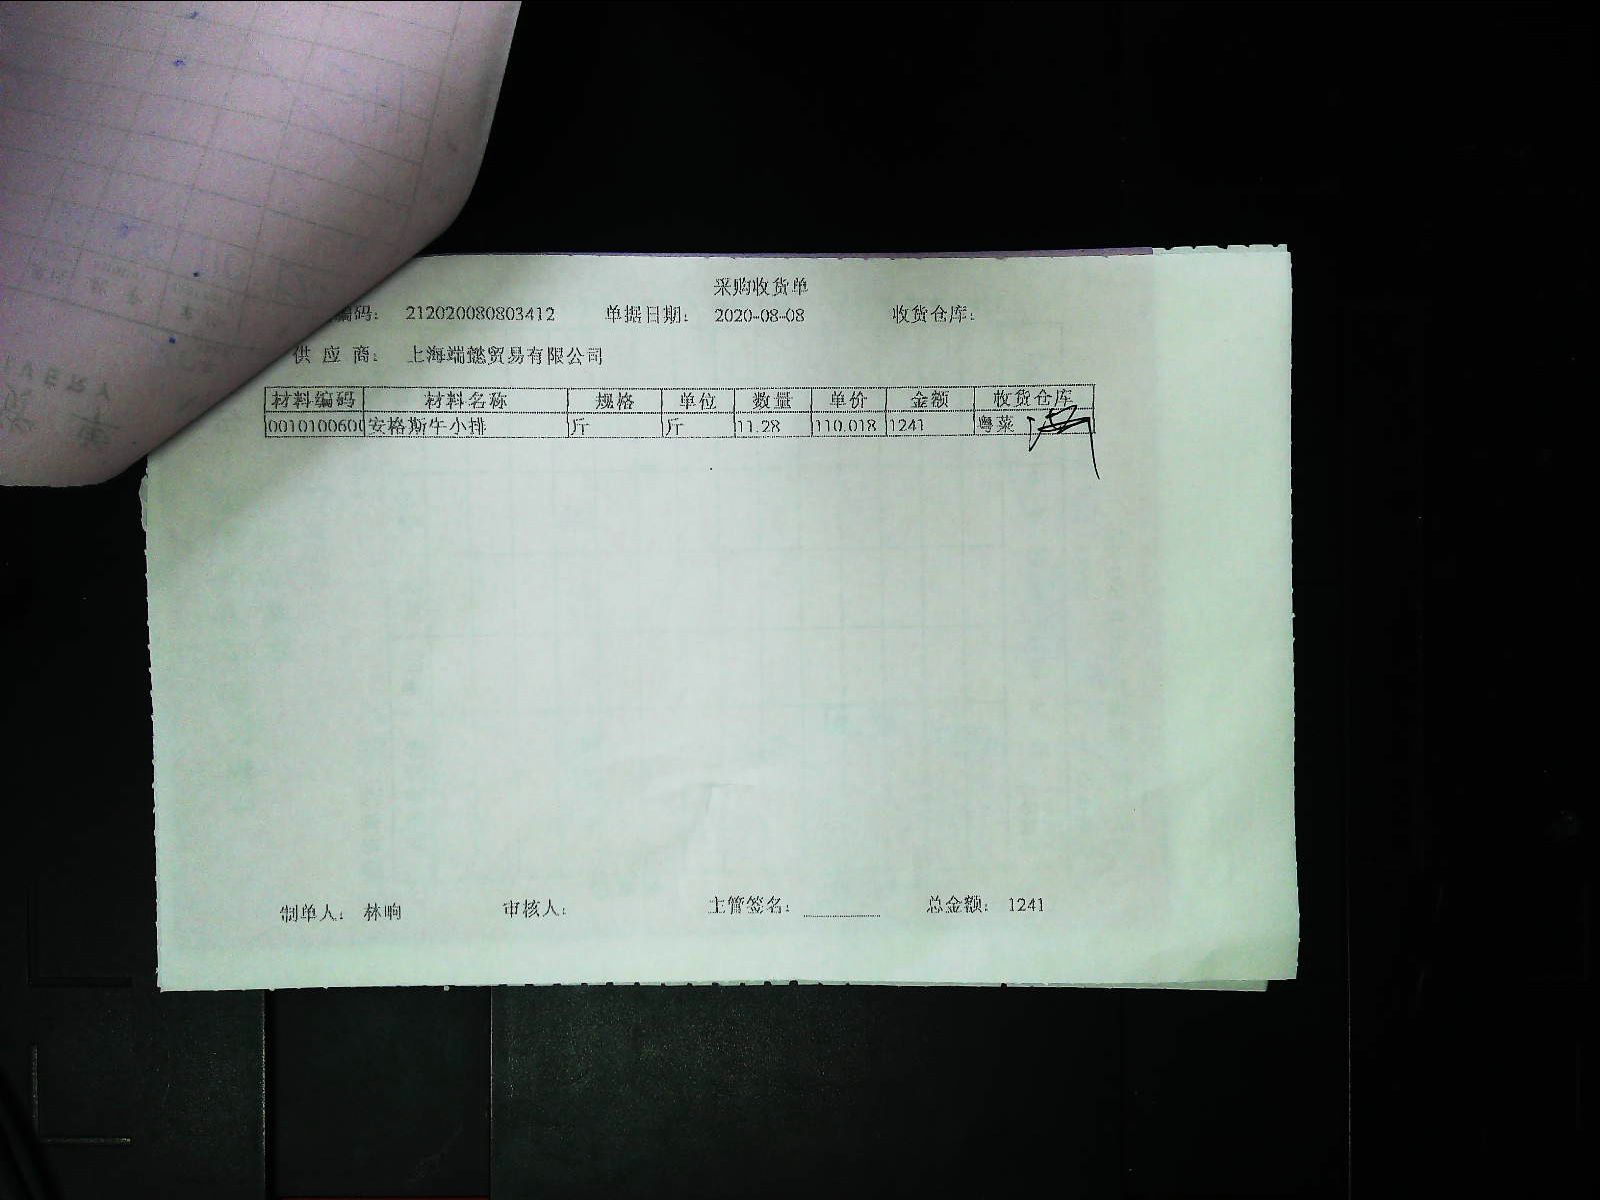 采购收货单
编码: 212020080803412 单据日期: 2020-08-08 收货仓库:
供 应 商: 上海端懿贸易有限公司
材料编码 材料名称 规格 单位 数量 单价 金额 收货仓库
0010100600 安格斯牛小排 斤 斤 11.28 110.018 1241 粤菜
制单人: 林晌 审核人: 主管签名: 总金额: 1241